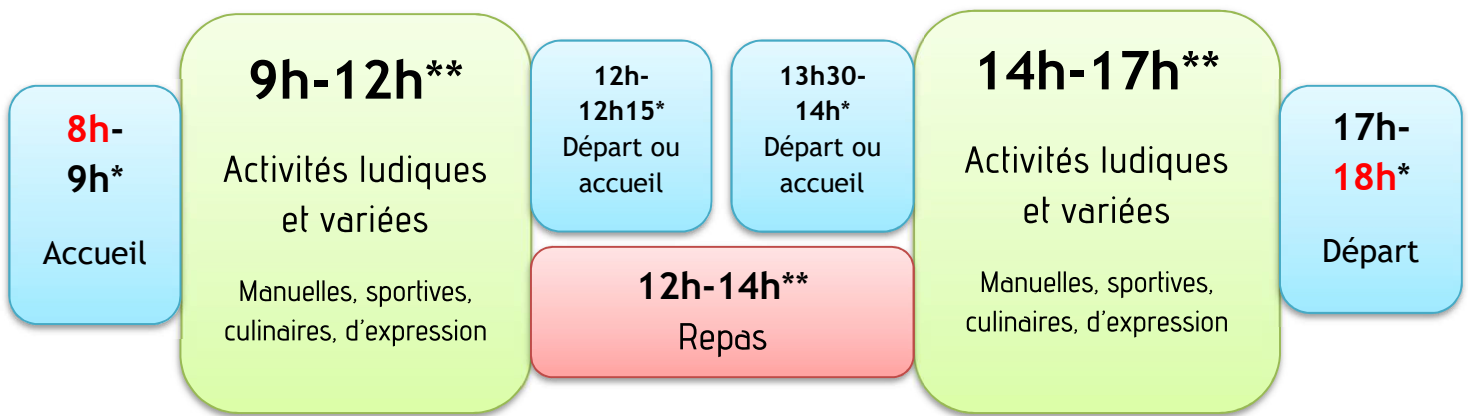 8h-
9h*
Accueil
9h-12h**
Activités ludiques
et variées
Manuelles, sportives,
culinaires, d'expression
12h-
12h15*
Départ ou
accueil
13h30-
14h*
Départ ou
accueil
12h-14h**
Repas
14h-17h**
Activités ludiques
et variées
Manuelles, sportives,
culinaires, d'expression
17h-
18h*
Départ